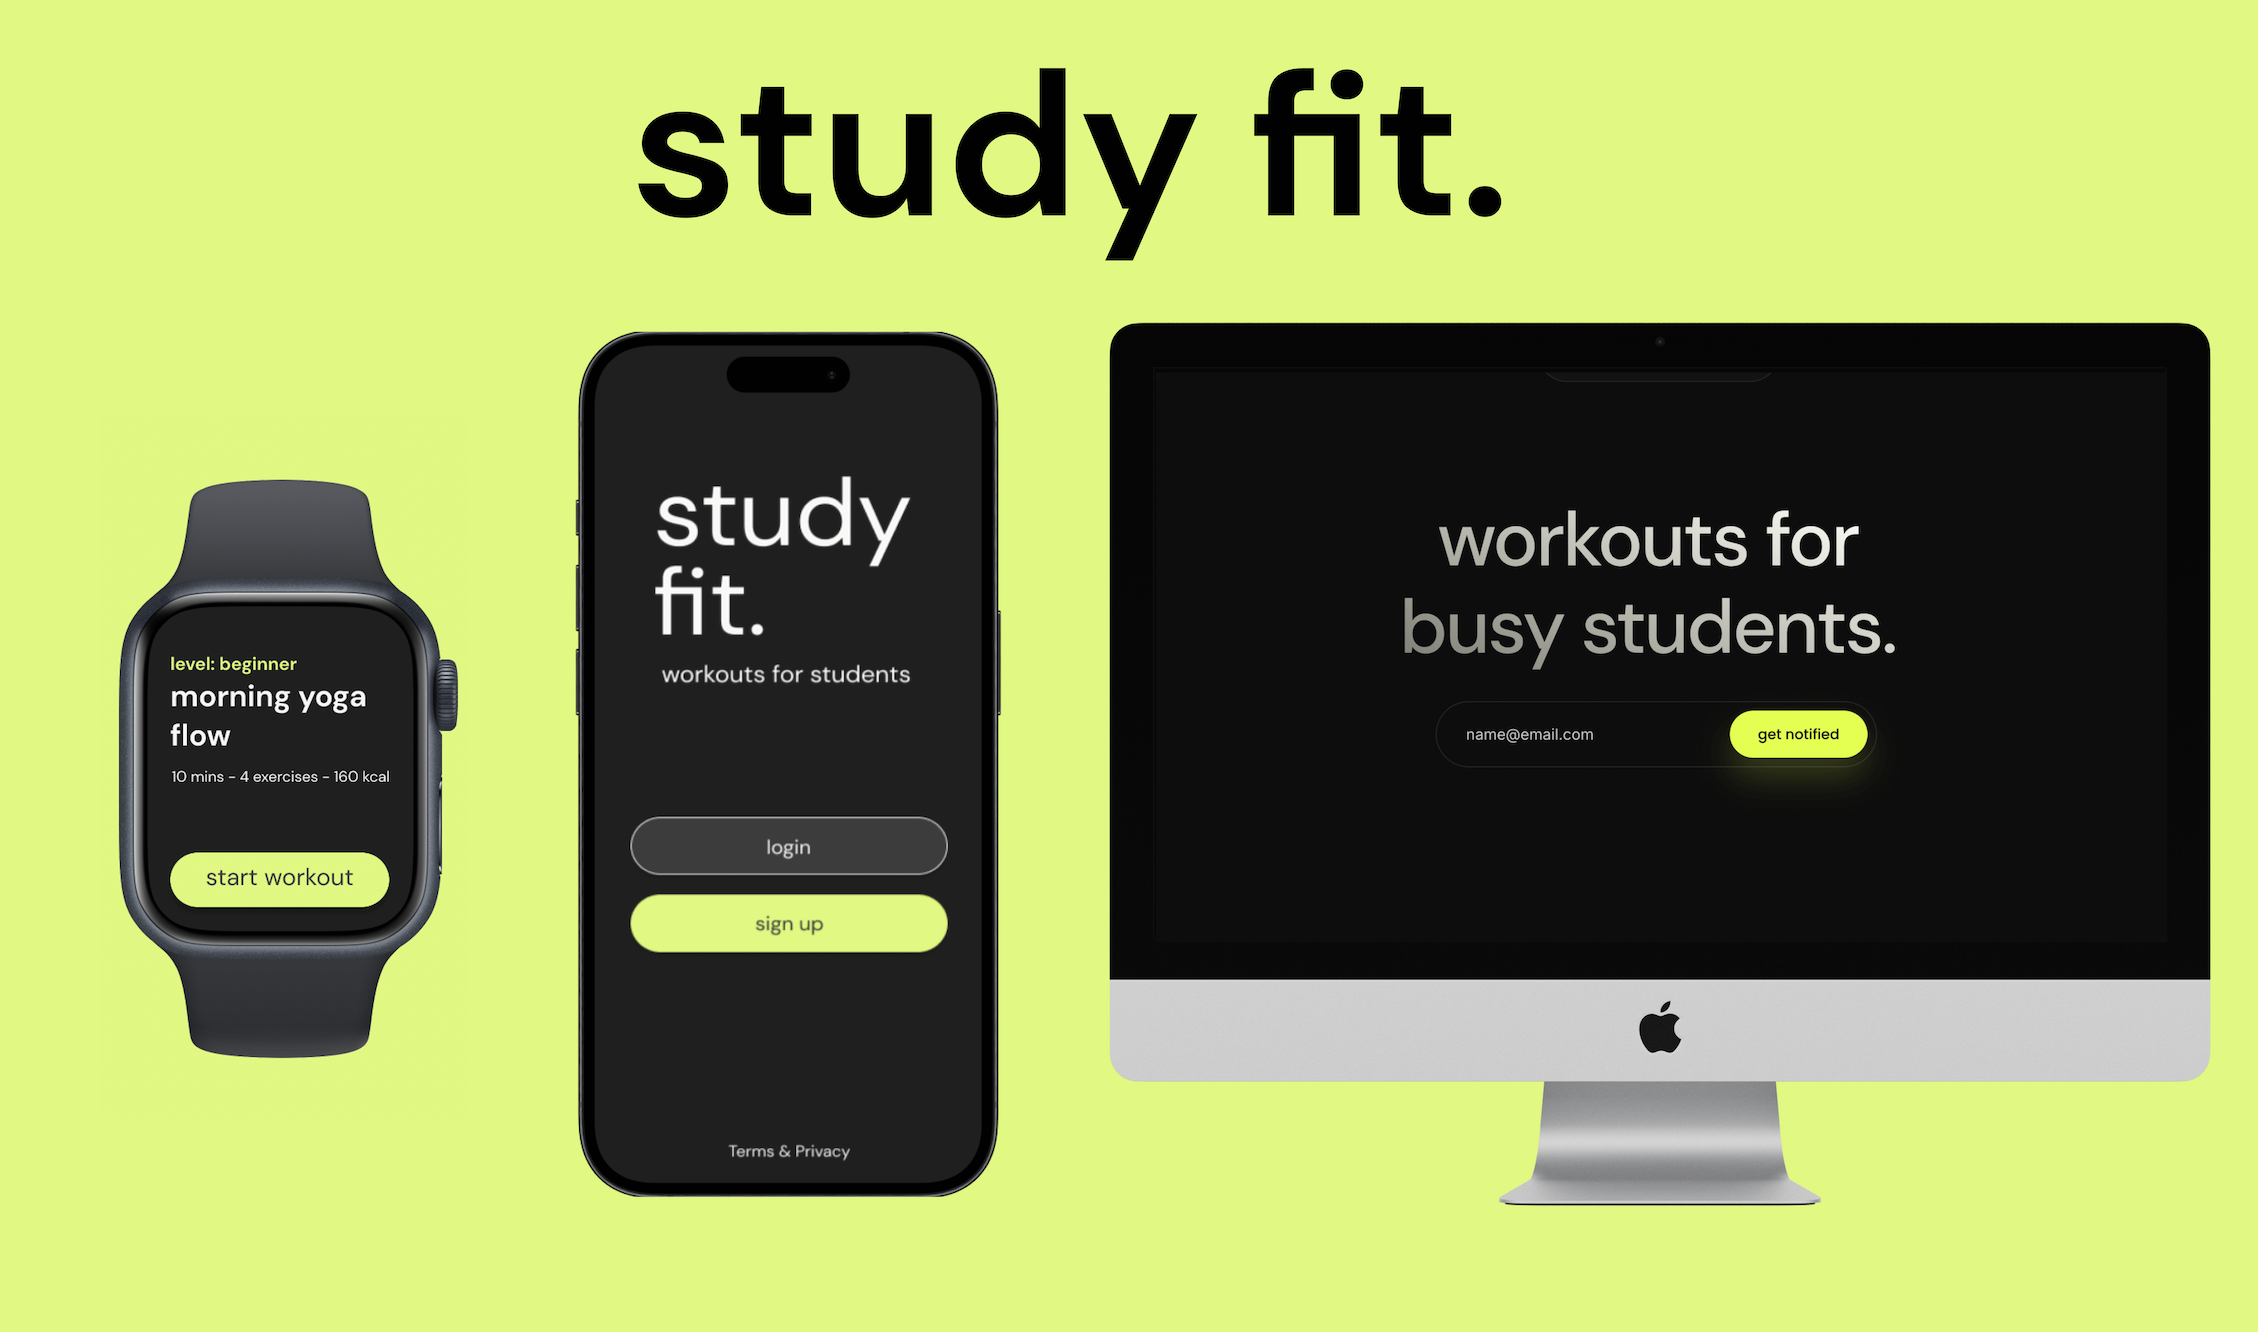 study fit.
level: beginner
morning yoga
flow
10 mins - 4 exercises - 160 kcal
start workout
study
fit.
workouts for students
login
sign up
Terms & Privacy
workouts for
busy students.
name@email.com
get notified